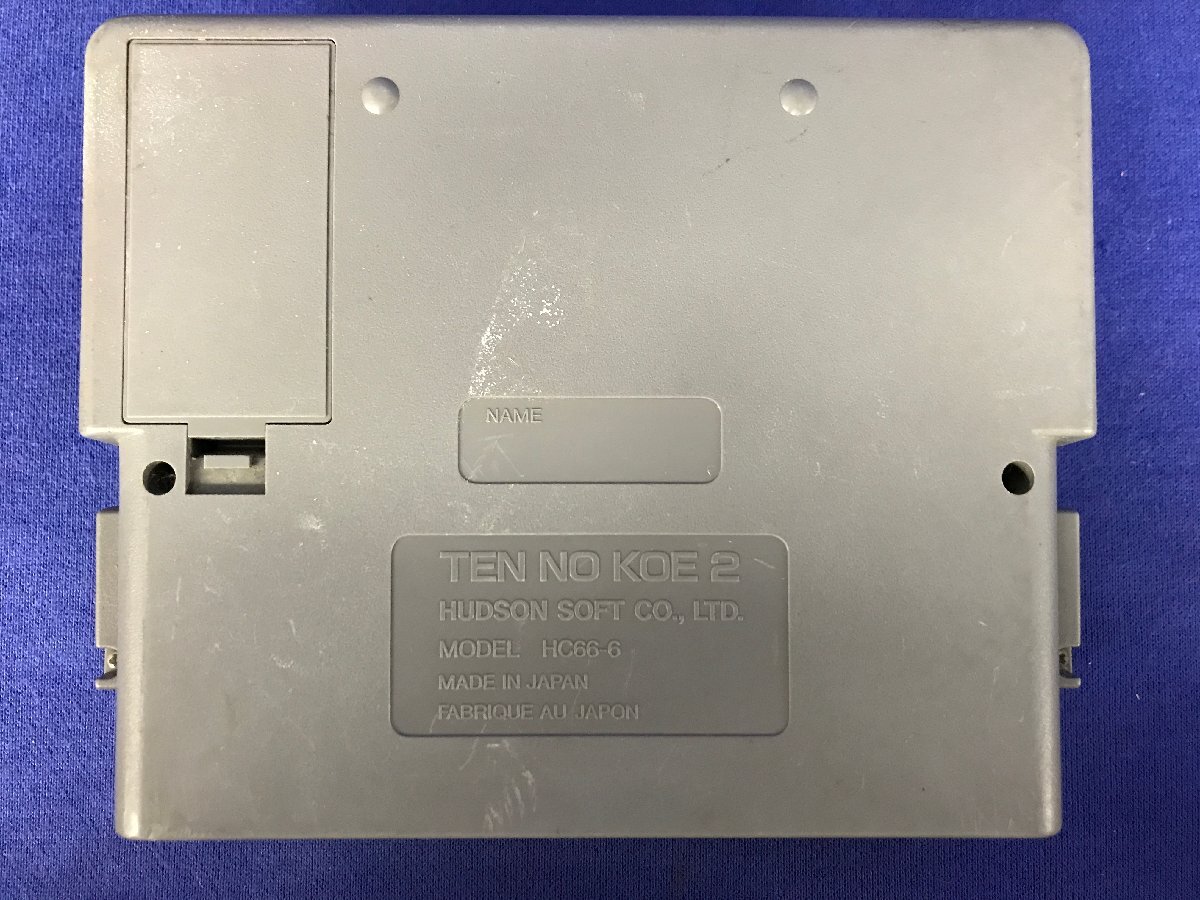 NAME
TEN NO KOE 2
HUDSON SOFT CO., LTD.
MODEL HC66-6
MADE IN JAPAN
FABRIQUE AU JAPON